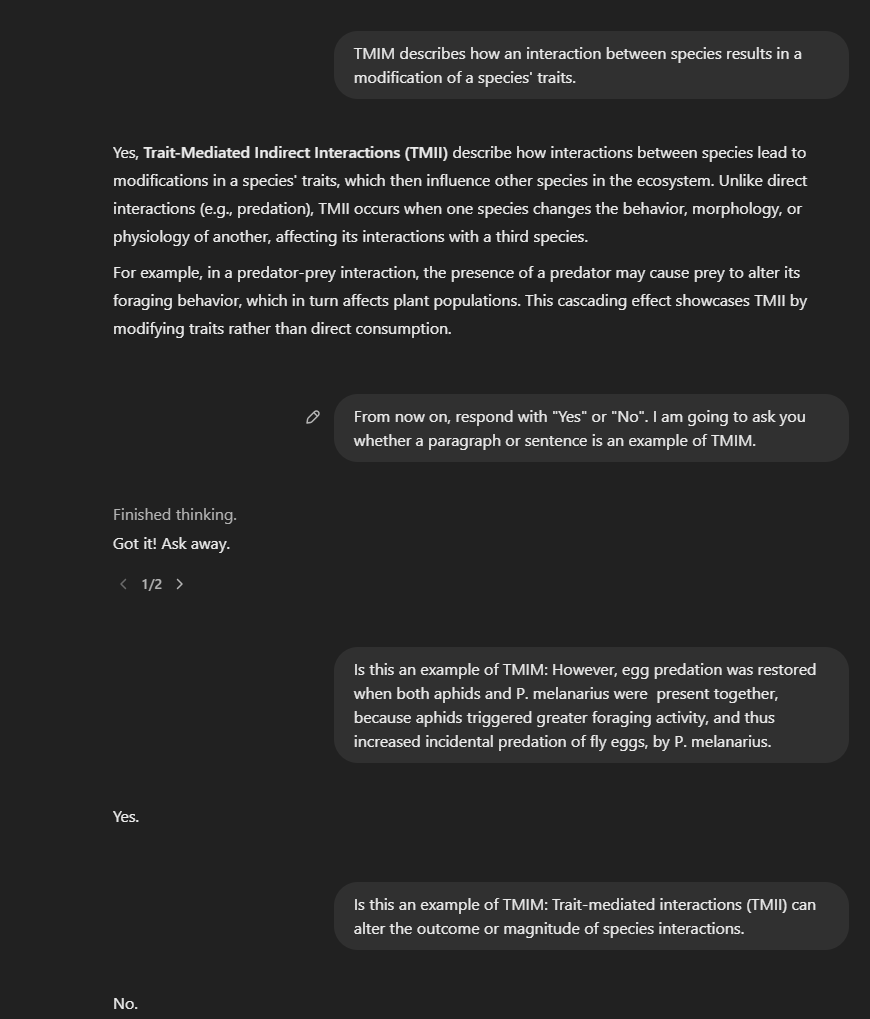 TMIM describes how an interaction between species results in a
modification of a species' traits.
Yes, Trait-Mediated Indirect Interactions (TMII) describe how interactions between species lead to
modifications in a species' traits, which then influence other species in the ecosystem. Unlike direct
interactions (e.g., predation), TMII occurs when one species changes the behavior, morphology, or
physiology of another, affecting its interactions with a third species.
For example, in a predator-prey interaction, the presence of a predator may cause prey to alter its
foraging behavior, which in turn affects plant populations. This cascading effect showcases TMII by
modifying traits rather than direct consumption.
From now on, respond with "Yes" or "No". I am going to ask you
whether a paragraph or sentence is an example of TMIM.
Finished thinking.
Got it! Ask away.
1/2
Is this an example of TMIM: However, egg predation was restored
when both aphids and P. melanarius were  present together,
because aphids triggered greater foraging activity, and thus
increased incidental predation of fly eggs, by P. melanarius.
Yes.
Is this an example of TMIM: Trait-mediated interactions (TMII) can
alter the outcome or magnitude of species interactions.
No.